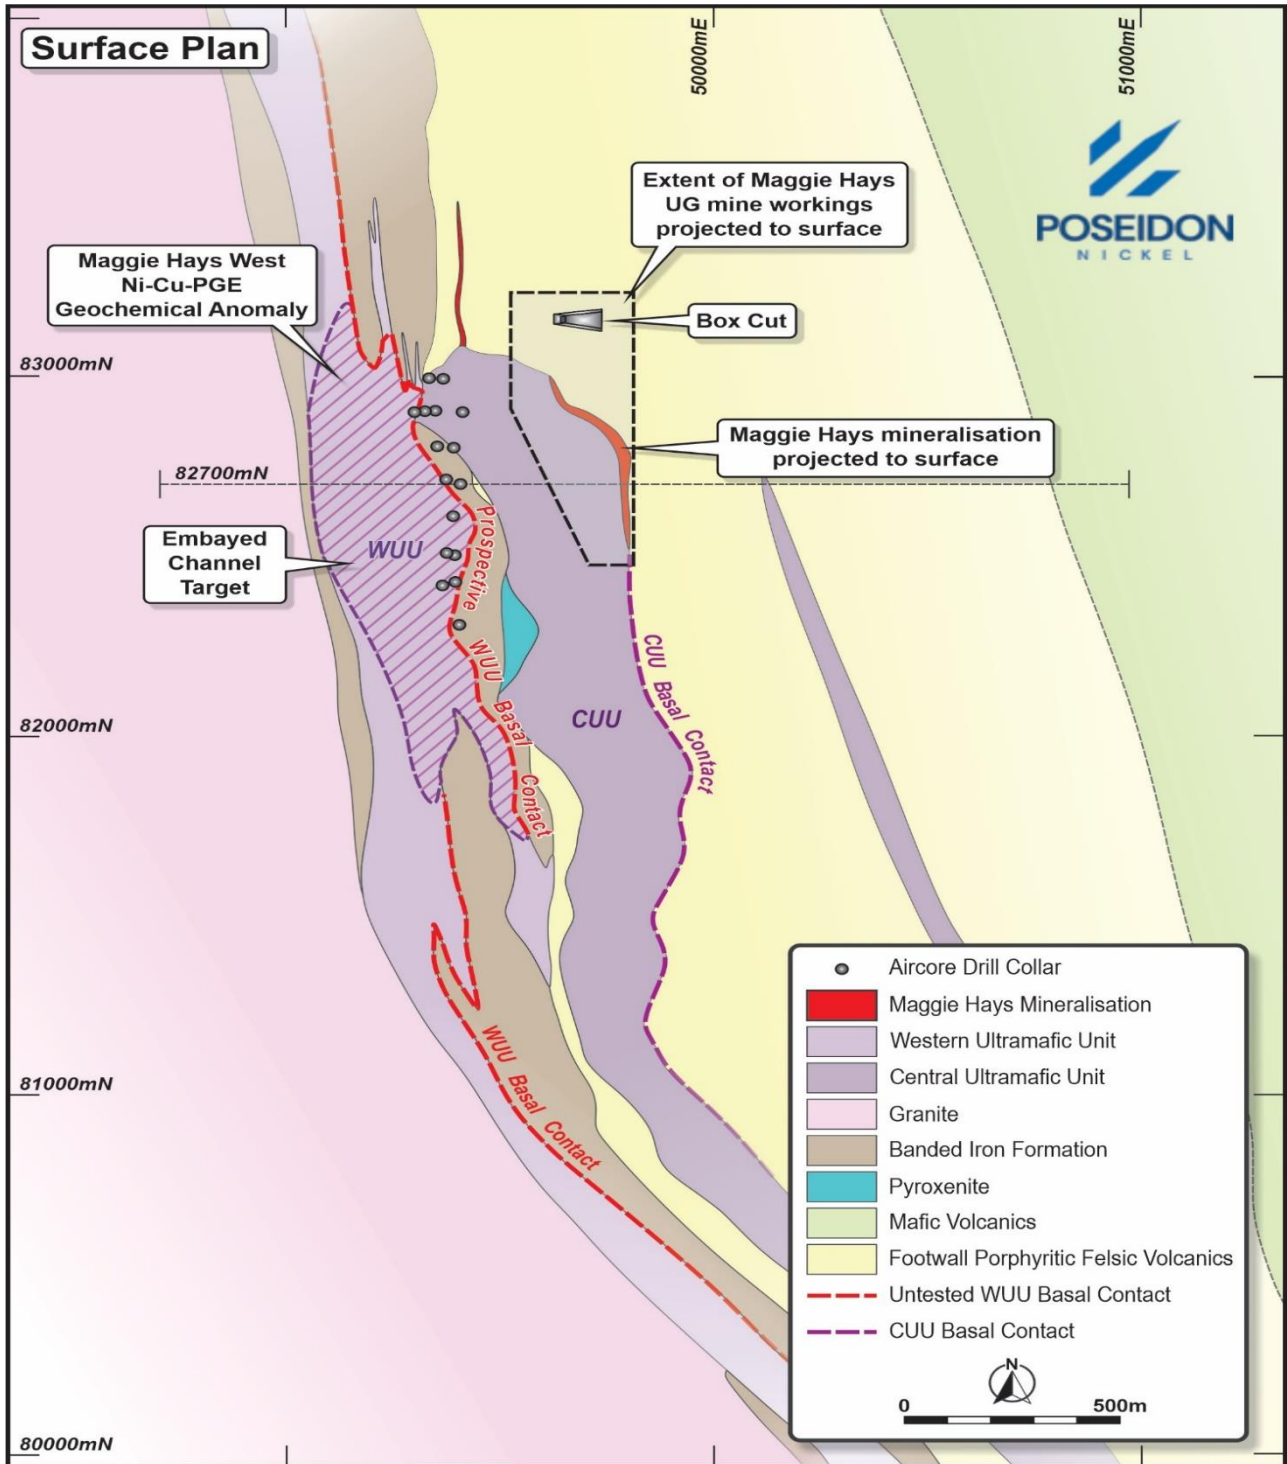 Surface Plan
50000mE
51000mE
POSEIDON
NICKEL
Extent of Maggie Hays
UG mine workings
projected to surface
Maggie Hays West
Ni-Cu-PGE
Geochemical Anomaly
Box Cut
83000mN
Maggie Hays mineralisation
projected to surface
82700mN
Embayed
Channel
Target
WUU
Prospective WUU Basal Contact
CUU Basal Contact
CUU
82000mN
WUU Basal Contact
81000mN
80000mN
Aircore Drill Collar
Maggie Hays Mineralisation
Western Ultramafic Unit
Central Ultramafic Unit
Granite
Banded Iron Formation
Pyroxenite
Mafic Volcanics
Footwall Porphyritic Felsic Volcanics
Untested WUU Basal Contact
CUU Basal Contact
N
0 500m